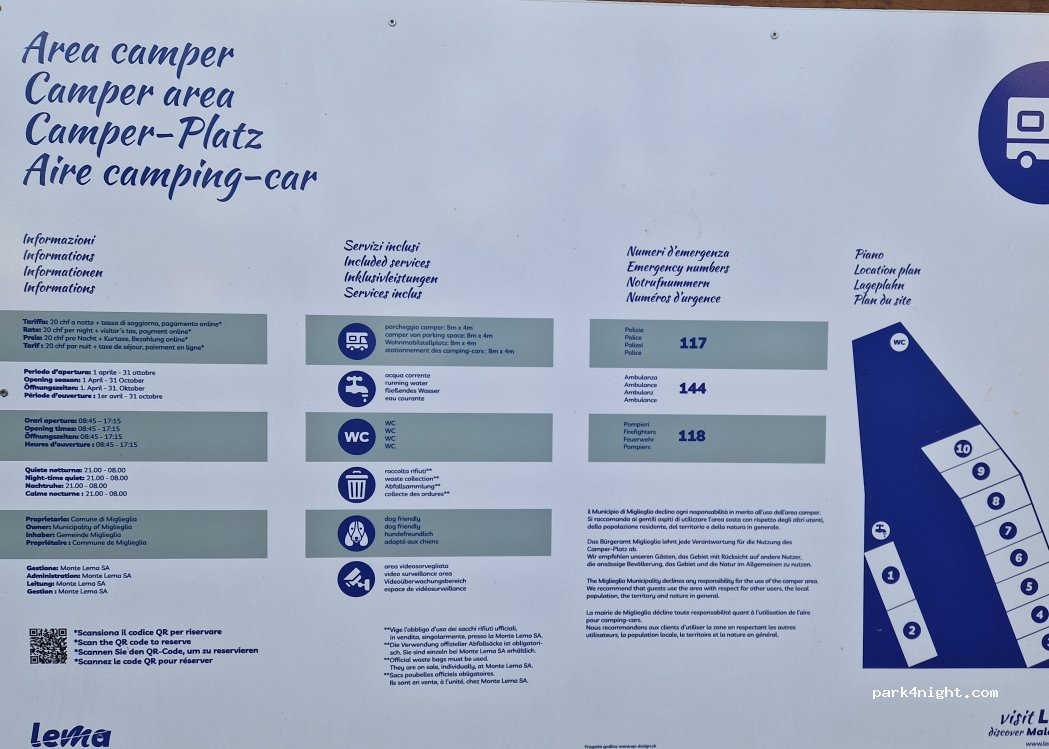 Area camper
Camper area
Camper-Platz
Aire camping-car
Informazioni
Informations
Informationen
Informations
Tariffa: 20 chf a notte + tassa di soggiorno, pagamento online*
Rate: 20 chf per night + visitor's tax, payment online*
Preis: 20 chf pro Nacht + Kurtaxe, Bezahlung online*
Tarif : 20 chf par nuit + taxe de séjour, paiement en ligne*
Periodo d'apertura: 1 aprile - 31 ottobre
Opening season: 1 April - 31 October
Öffnungszeiten: 1. April - 31. Oktober
Période d'ouverture : 1er avril - 31 octobre
Orari apertura: 08:45 – 17:15
Opening times: 08:45 - 17:15
Öffnungszeiten: 08:45 - 17:15
Heures d'ouverture : 08:45 - 17:15
Quiete notturna: 21.00 - 08.00
Night-time quiet: 21.00 - 08.00
Nachtruhe: 21.00 - 08.00
Calme nocturne : 21.00 - 08.00
Proprietario: Comune di Miglieglia
Owner: Municipality of Miglieglia
Inhaber: Gemeinde Miglieglia
Propriétaire : Commune de Miglieglia
Gestione: Monte Lema SA
Administration: Monte Lema SA
Leitung: Monte Lema SA
Gestion : Monte Lema SA
*Scansiona il codice QR per riservare
*Scan the QR code to reserve
*Scannen Sie den QR-Code, um zu reservieren
*Scannez le code QR pour réserver
Lema
Servizi inclusi
Included services
Inklusivleistungen
Services inclus
parcheggio camper: 8m x 4m
camper van parking space: 8m x 4m
Wohnmobilstellplatz: 8m x 4m
stationnement des camping-cars : 8m x 4m
acqua corrente
running water
fließendes Wasser
eau courante
WC
WC
WC
WC
WC
raccolta rifiuti**
waste collection**
Abfallsammlung**
collecte des ordures**
dog friendly
dog friendly
hundefreundlich
adapté aux chiens
area videosorvegliata
video surveillance area
Videoüberwachungsbereich
espace de vidéosurveillance
**Vige l'obbligo d'uso dei sacchi rifiuti ufficiali,
in vendita, singolarmente, presso la Monte Lema SA.
**Die Verwendung offizieller Abfallsäcke ist obligatori-
sch. Sie sind einzeln bei Monte Lema SA erhältlich.
**Official waste bags must be used.
They are on sale, individually, at Monte Lema SA.
**Sacs poubelles officiels obligatoires.
Ils sont en vente, à l'unité, chez Monte Lema SA.
Numeri d'emergenza
Emergency numbers
Notrufnummern
Numéros d'urgence
Polizia
Police
Polizei
Police
117
Ambulanza
Ambulance
Ambulanz
Ambulance
144
Pompieri
Firefighters
Feuerwehr
Pompiers
118
Il Municipio di Miglieglia declina ogni responsabilità in merito all'uso dell'area camper.
Si raccomanda ai gentili ospiti di utilizzare l'area sosta con rispetto degli altri utenti,
della popolazione residente, del territorio e della natura in generale.
Das Bürgeramt Miglieglia lehnt jede Verantwortung für die Nutzung des
Camper-Platz ab.
Wir empfehlen unseren Gästen, das Gebiet mit Rücksicht auf andere Nutzer,
die ansässige Bevölkerung, das Gebiet und die Natur im Allgemeinen zu nutzen.
The Miglieglia Municipality declines any responsibility for the use of the camper area.
We recommend that guests use the area with respect for other users, the local
population, the territory and nature in general.
La mairie de Miglieglia décline toute responsabilité quant à l'utilisation de l'aire
pour camping-cars.
Nous recommandons aux clients d'utiliser la zone en respectant les autres
utilisateurs, la population locale, le territoire et la nature en général.
Progetto grafico: www.ep-design.ch
Piano
Location plan
Lageplahn
Plan du site
WC
10
9
8
7
6
5
4
3
1
2
park4night.com
visit L
discover Mal
www.le